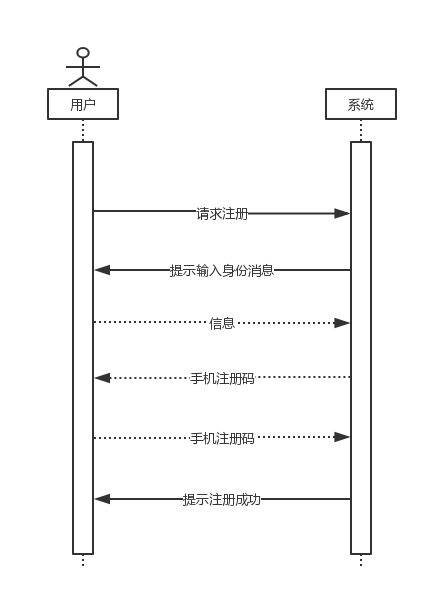 用户
系统
请求注册
提示输入身份消息
信息
手机注册码
手机注册码
提示注册成功